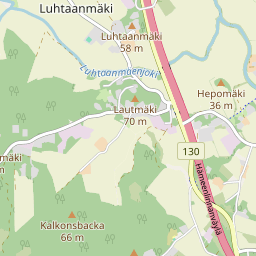 Luhtaanmäki
Luhtaanmäki
58 m
Luhtaanmäenjoki
Hepomäki
36 m
Lautmäki
70 m
130
mäki
m
Hämeenlinnanväylä
Kalkonsbacka
66 m